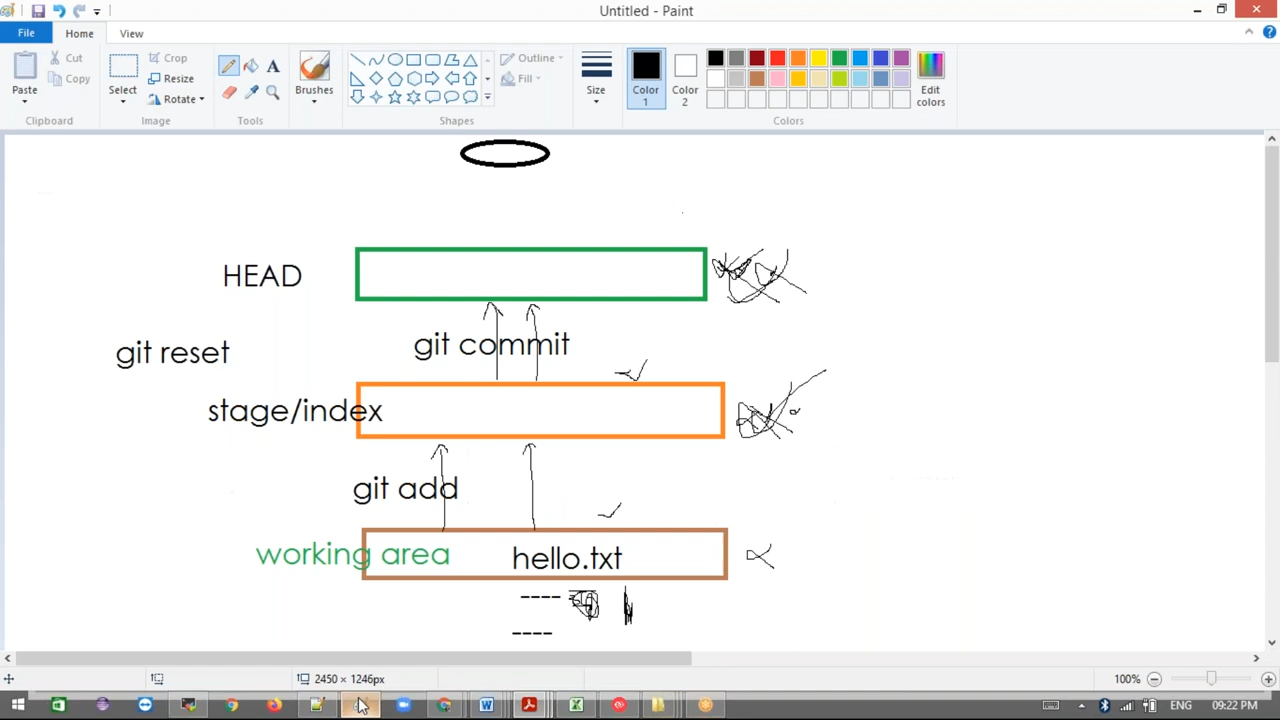 Untitled - Paint
File Home View
Paste
Cut
Copy
Clipboard
Select
Crop
Resize
Rotate
Image
Tools
Brushes
Shapes
Outline
Fill
Size
Color 1
Color 2
Edit colors
Colors
HEAD
git commit
git reset
stage/index
git add
working area
hello.txt
----
----
2450 × 1246px
100%
ENG
09:22 PM